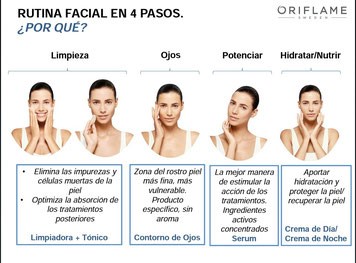 RUTINA FACIAL EN 4 PASOS.
¿POR QUÉ?
ORIFLAME
SWEDEN
Limpieza
Ojos
Potenciar
Hidratar/Nutrir
• Elimina las impurezas y
células muertas de la
piel
• Optimiza la absorción de
los tratamientos
posteriores
Limpiadora + Tónico
Zona del rostro piel
más fina, más
vulnerable.
Producto
específico, sin
aroma
Contorno de Ojos
La mejor manera
de estimular la
acción de los
tratamientos.
Ingredientes
activos
concentrados
Serum
Aportar
hidratación y
proteger la piel/
recuperar la piel
Crema de Día/
Crema de Noche